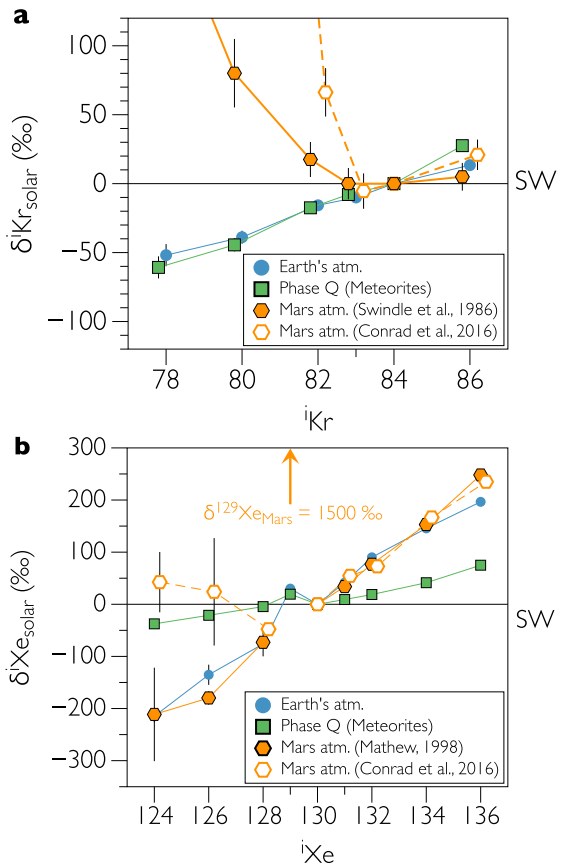 a
100
50
0
−50
−100
δⁱKr_solar (‰)
SW
Earth's atm.
Phase Q (Meteorites)
Mars atm. (Swindle et al., 1986)
Mars atm. (Conrad et al., 2016)
78 80 82 84 86
ⁱKr
b
300
200
100
0
−100
−200
−300
δⁱXe_solar (‰)
δ¹²⁹Xe_Mars = 1500 ‰
SW
Earth's atm.
Phase Q (Meteorites)
Mars atm. (Mathew, 1998)
Mars atm. (Conrad et al., 2016)
124 126 128 130 132 134 136
ⁱXe